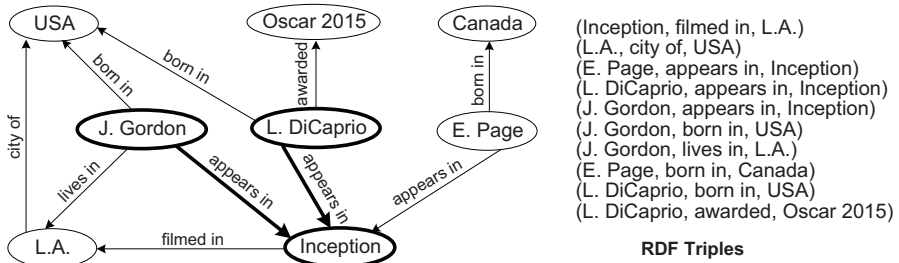 USA
Oscar 2015
Canada
born in
awarded
born in
born in
J. Gordon
L. DiCaprio
E. Page
city of
lives in
appears in
appears in
appears in
L.A.
filmed in
Inception
(Inception, filmed in, L.A.)
(L.A., city of, USA)
(E. Page, appears in, Inception)
(L. DiCaprio, appears in, Inception)
(J. Gordon, appears in, Inception)
(J. Gordon, born in, USA)
(J. Gordon, lives in, L.A.)
(E. Page, born in, Canada)
(L. DiCaprio, born in, USA)
(L. DiCaprio, awarded, Oscar 2015)
RDF Triples